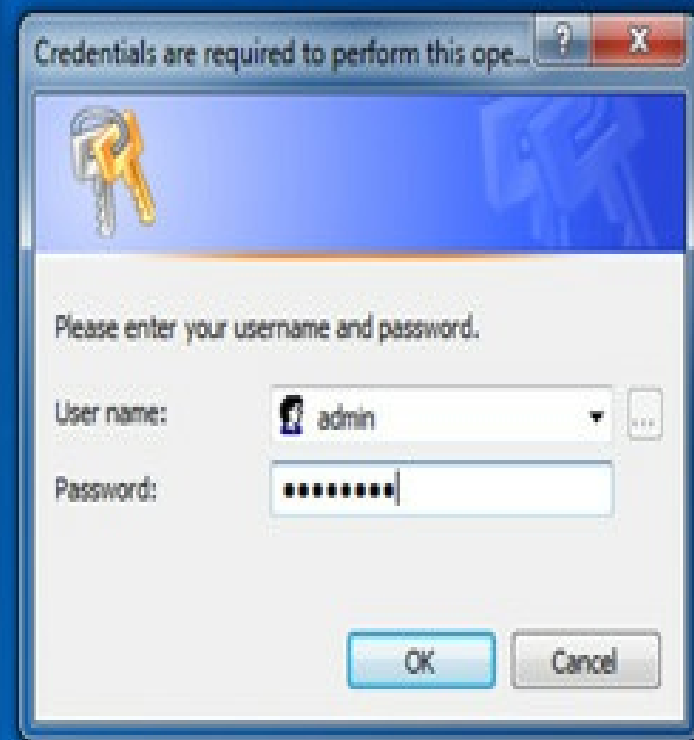 Credentials are required to perform this ope...
Please enter your username and password.
User name: admin ...
Password: ••••••••
OK Cancel